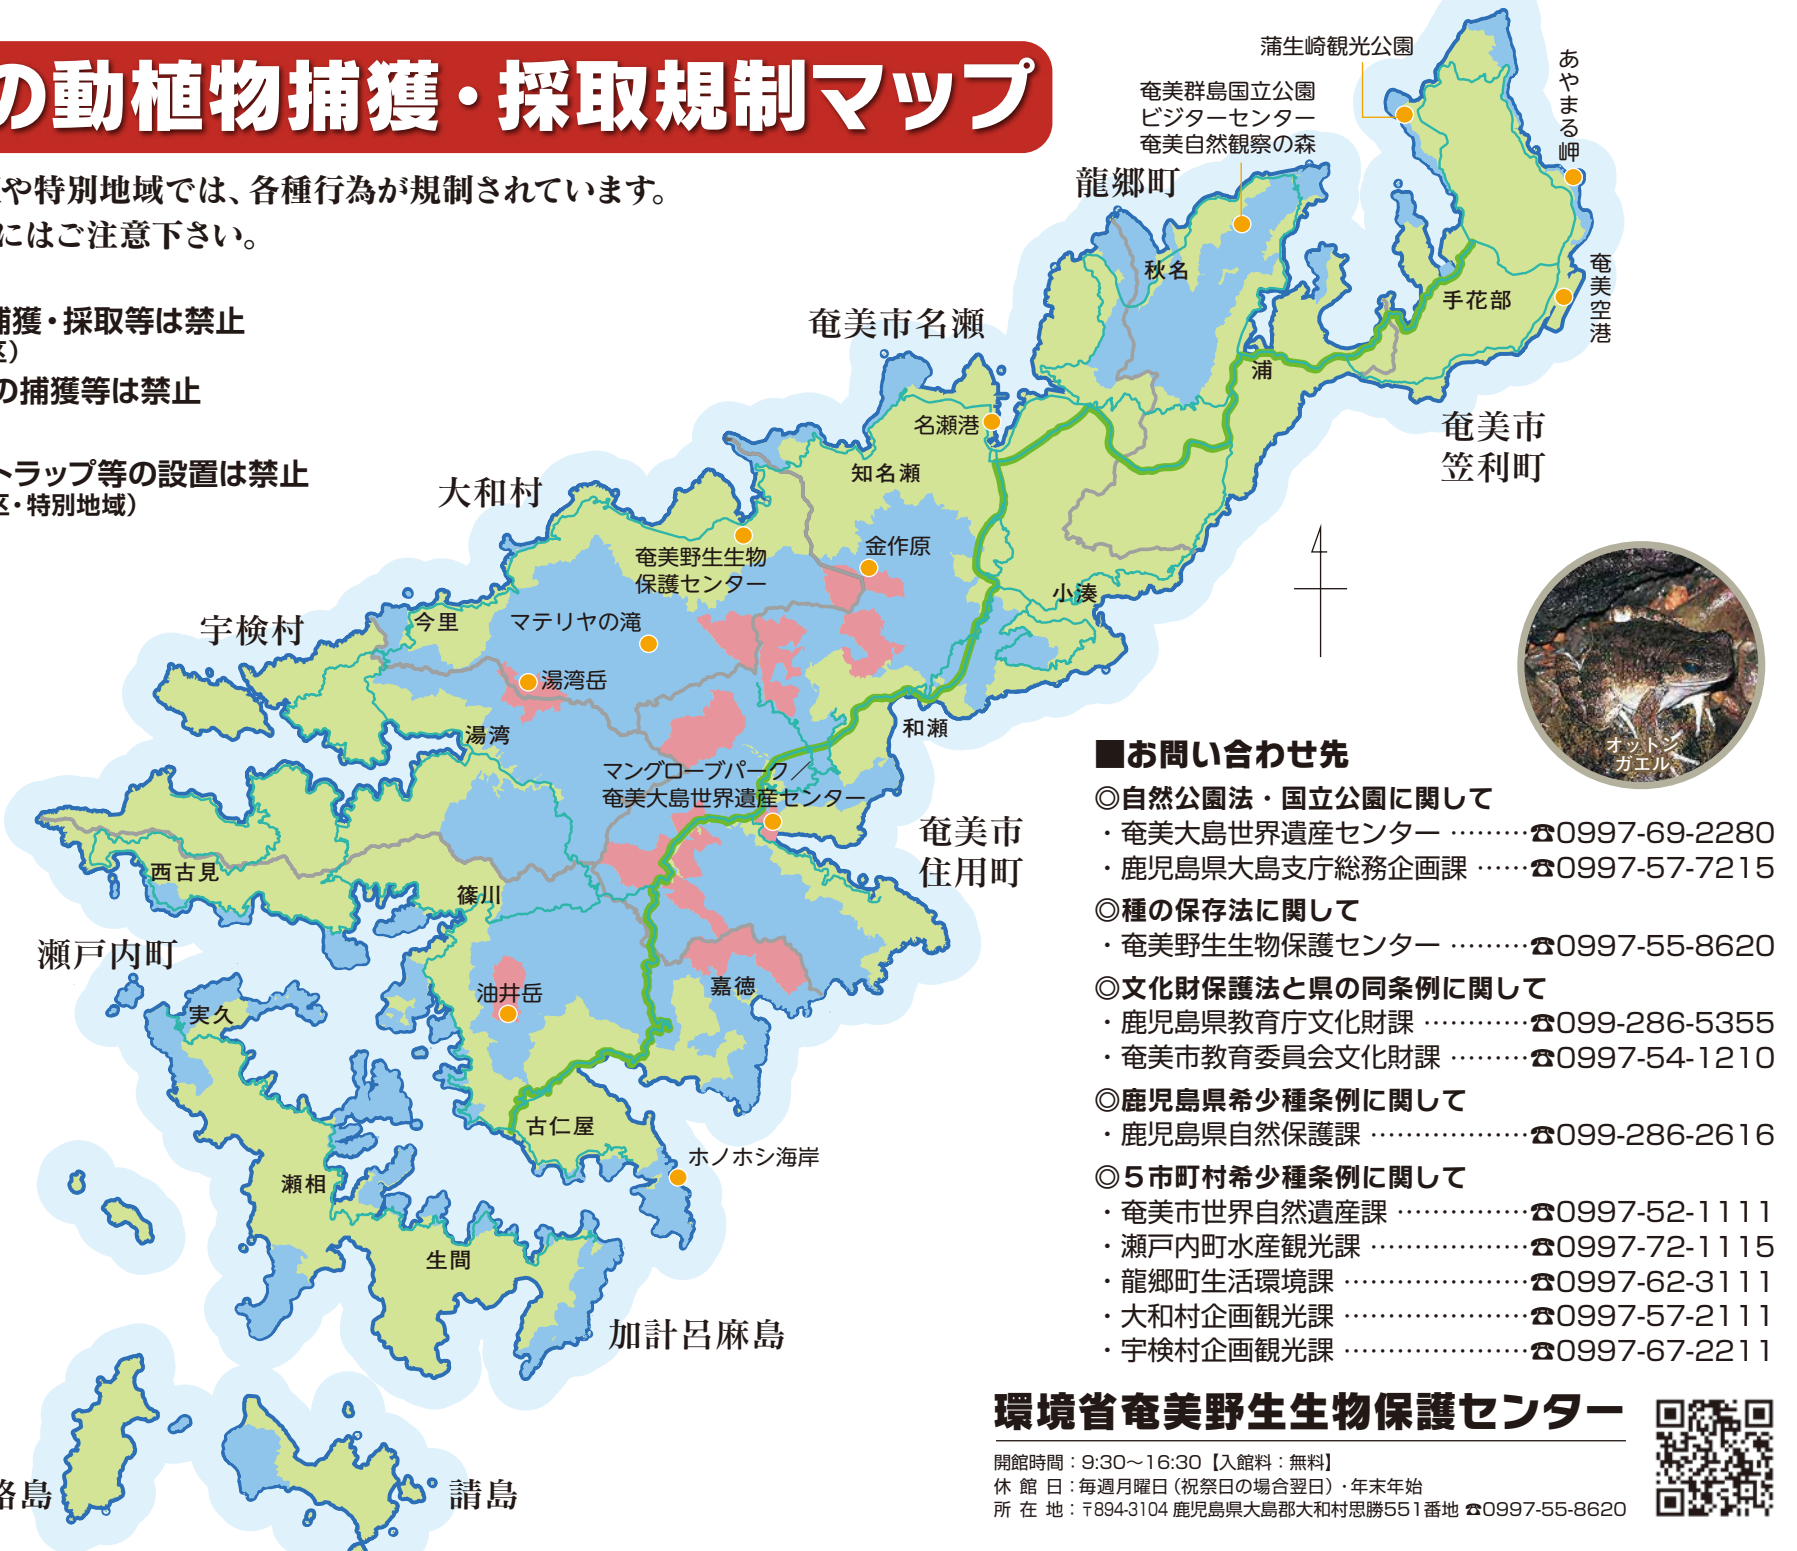 の動植物捕獲・採取規制マップ
や特別地域では、各種行為が規制されています。
にはご注意下さい。
捕獲・採取等は禁止
区）
の捕獲等は禁止
トラップ等の設置は禁止
区・特別地域）
蒲生崎観光公園
奄美群島国立公園
ビジターセンター
奄美自然観察の森
あやまる岬
龍郷町
秋名
奄美空港
手花部
奄美市名瀬
浦
名瀬港
奄美市
笠利町
知名瀬
大和村
金作原
奄美野生生物
保護センター
小湊
宇検村
今里
マテリヤの滝
湯湾岳
湯湾
和瀬
マングローブパーク／
奄美大島世界遺産センター
奄美市
住用町
西古見
篠川
瀬戸内町
嘉徳
油井岳
実久
古仁屋
ホノホシ海岸
瀬相
生間
加計呂麻島
路島
請島
オットン
ガエル
■お問い合わせ先
◎自然公園法・国立公園に関して
・奄美大島世界遺産センター ………☎0997-69-2280
・鹿児島県大島支庁総務企画課 ……☎0997-57-7215
◎種の保存法に関して
・奄美野生生物保護センター ………☎0997-55-8620
◎文化財保護法と県の同条例に関して
・鹿児島県教育庁文化財課 …………☎099-286-5355
・奄美市教育委員会文化財課 ………☎0997-54-1210
◎鹿児島県希少種条例に関して
・鹿児島県自然保護課 ………………☎099-286-2616
◎５市町村希少種条例に関して
・奄美市世界自然遺産課 ……………☎0997-52-1111
・瀬戸内町水産観光課 ………………☎0997-72-1115
・龍郷町生活環境課 …………………☎0997-62-3111
・大和村企画観光課 …………………☎0997-57-2111
・宇検村企画観光課 …………………☎0997-67-2211
環境省奄美野生生物保護センター
開館時間：9:30～16:30【入館料：無料】
休 館 日：毎週月曜日（祝祭日の場合翌日）・年末年始
所 在 地：〒894-3104 鹿児島県大島郡大和村思勝551番地 ☎0997-55-8620